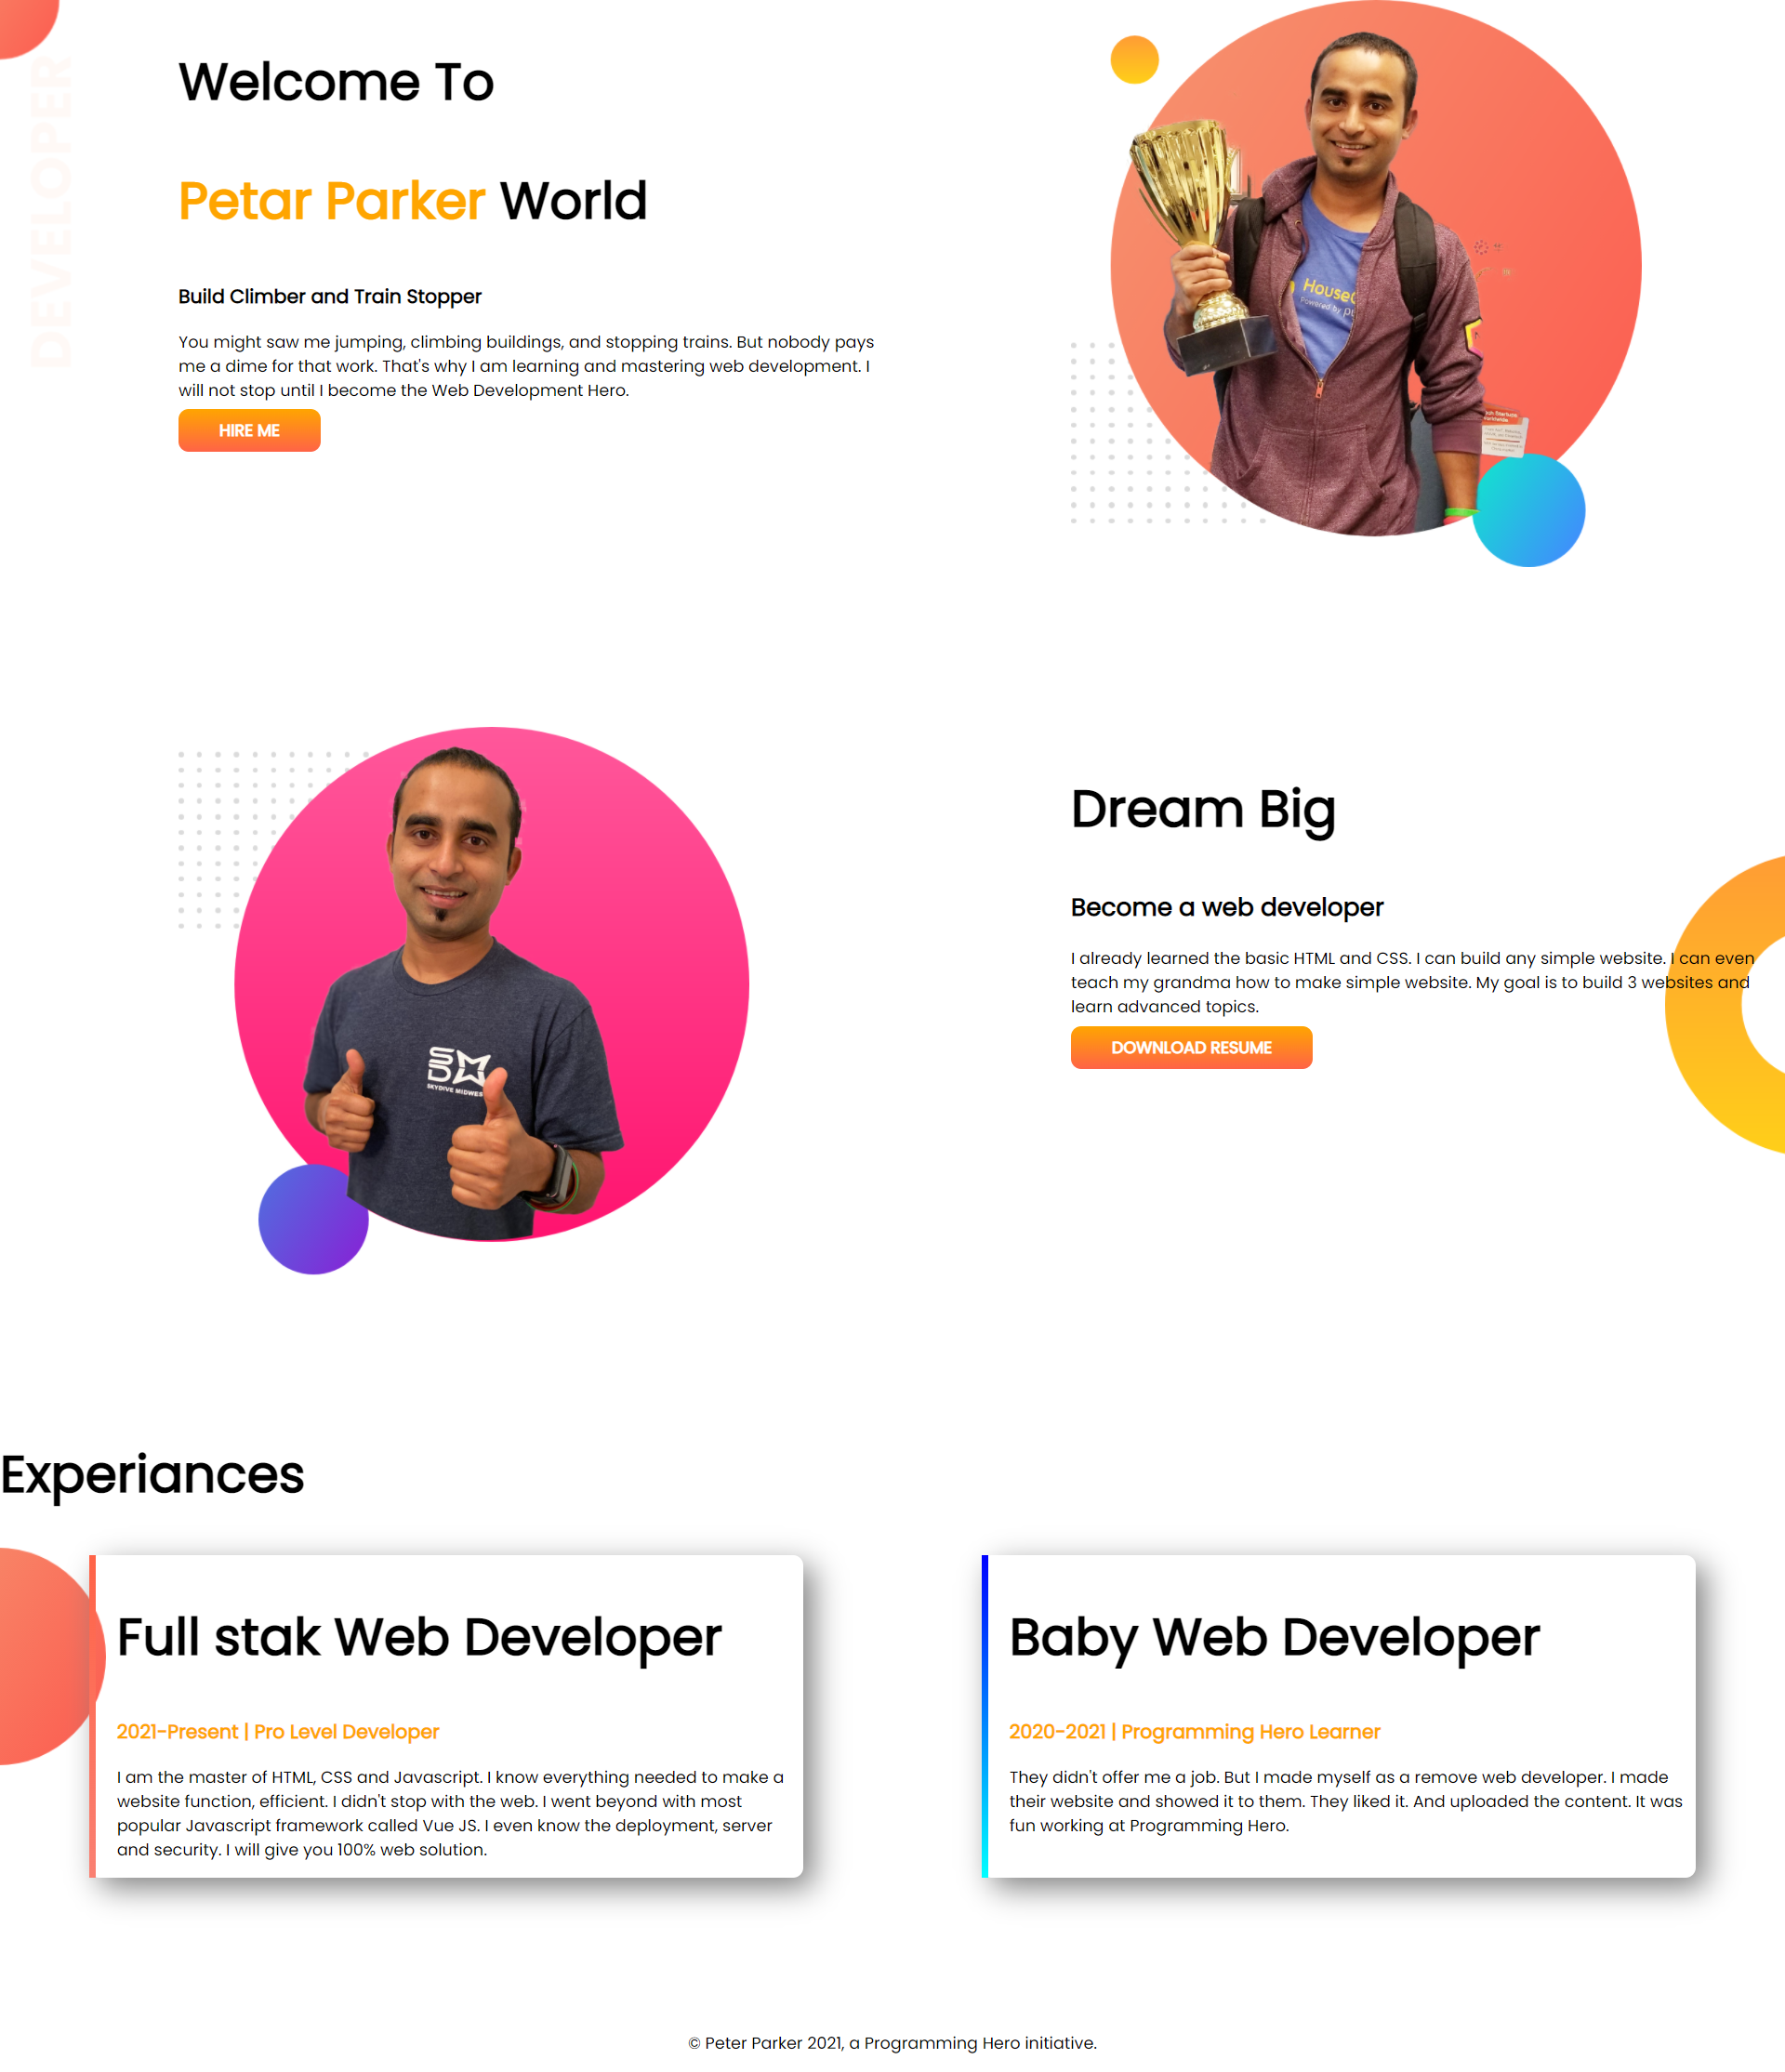 DEVELOPER
Welcome To
Petar Parker World
Build Climber and Train Stopper
You might saw me jumping, climbing buildings, and stopping trains. But nobody pays
me a dime for that work. That's why I am learning and mastering web development. I
will not stop until I become the Web Development Hero.
HIRE ME
House
Powered by
Dream Big
Become a web developer
I already learned the basic HTML and CSS. I can build any simple website. I can even
teach my grandma how to make simple website. My goal is to build 3 websites and
learn advanced topics.
DOWNLOAD RESUME
SKYDIVE MIDWES
Experiances
Full stak Web Developer
2021-Present | Pro Level Developer
I am the master of HTML, CSS and Javascript. I know everything needed to make a
website function, efficient. I didn't stop with the web. I went beyond with most
popular Javascript framework called Vue JS. I even know the deployment, server
and security. I will give you 100% web solution.
Baby Web Developer
2020-2021 | Programming Hero Learner
They didn't offer me a job. But I made myself as a remove web developer. I made
their website and showed it to them. They liked it. And uploaded the content. It was
fun working at Programming Hero.
© Peter Parker 2021, a Programming Hero initiative.